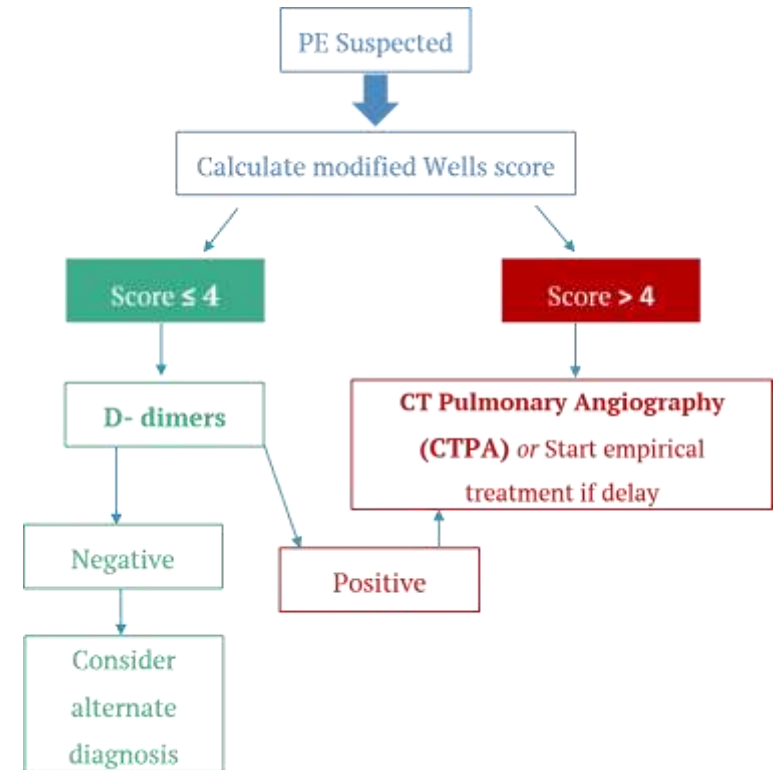 PE Suspected
Calculate modified Wells score
Score ≤ 4
Score > 4
D- dimers
CT Pulmonary Angiography
(CTPA) or Start empirical
treatment if delay
Negative
Positive
Consider
alternate
diagnosis